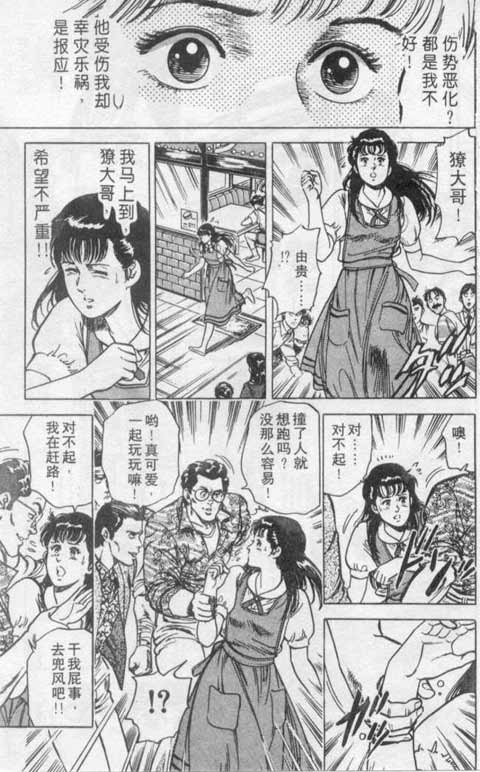 伤势恶化？
都是我不
好！
他受伤我却
幸灾乐祸，
是报应！
獠大哥！
由贵……
!?
我马上到，
獠大哥，
希望不严
重!!
噢！
对……
对不起！
撞了人就
想跑吗？
没那么容易！
哟！真可爱，
一起玩玩嘛！
!?
对不起，
我在赶路！
干我屁事，
去兜风吧!!